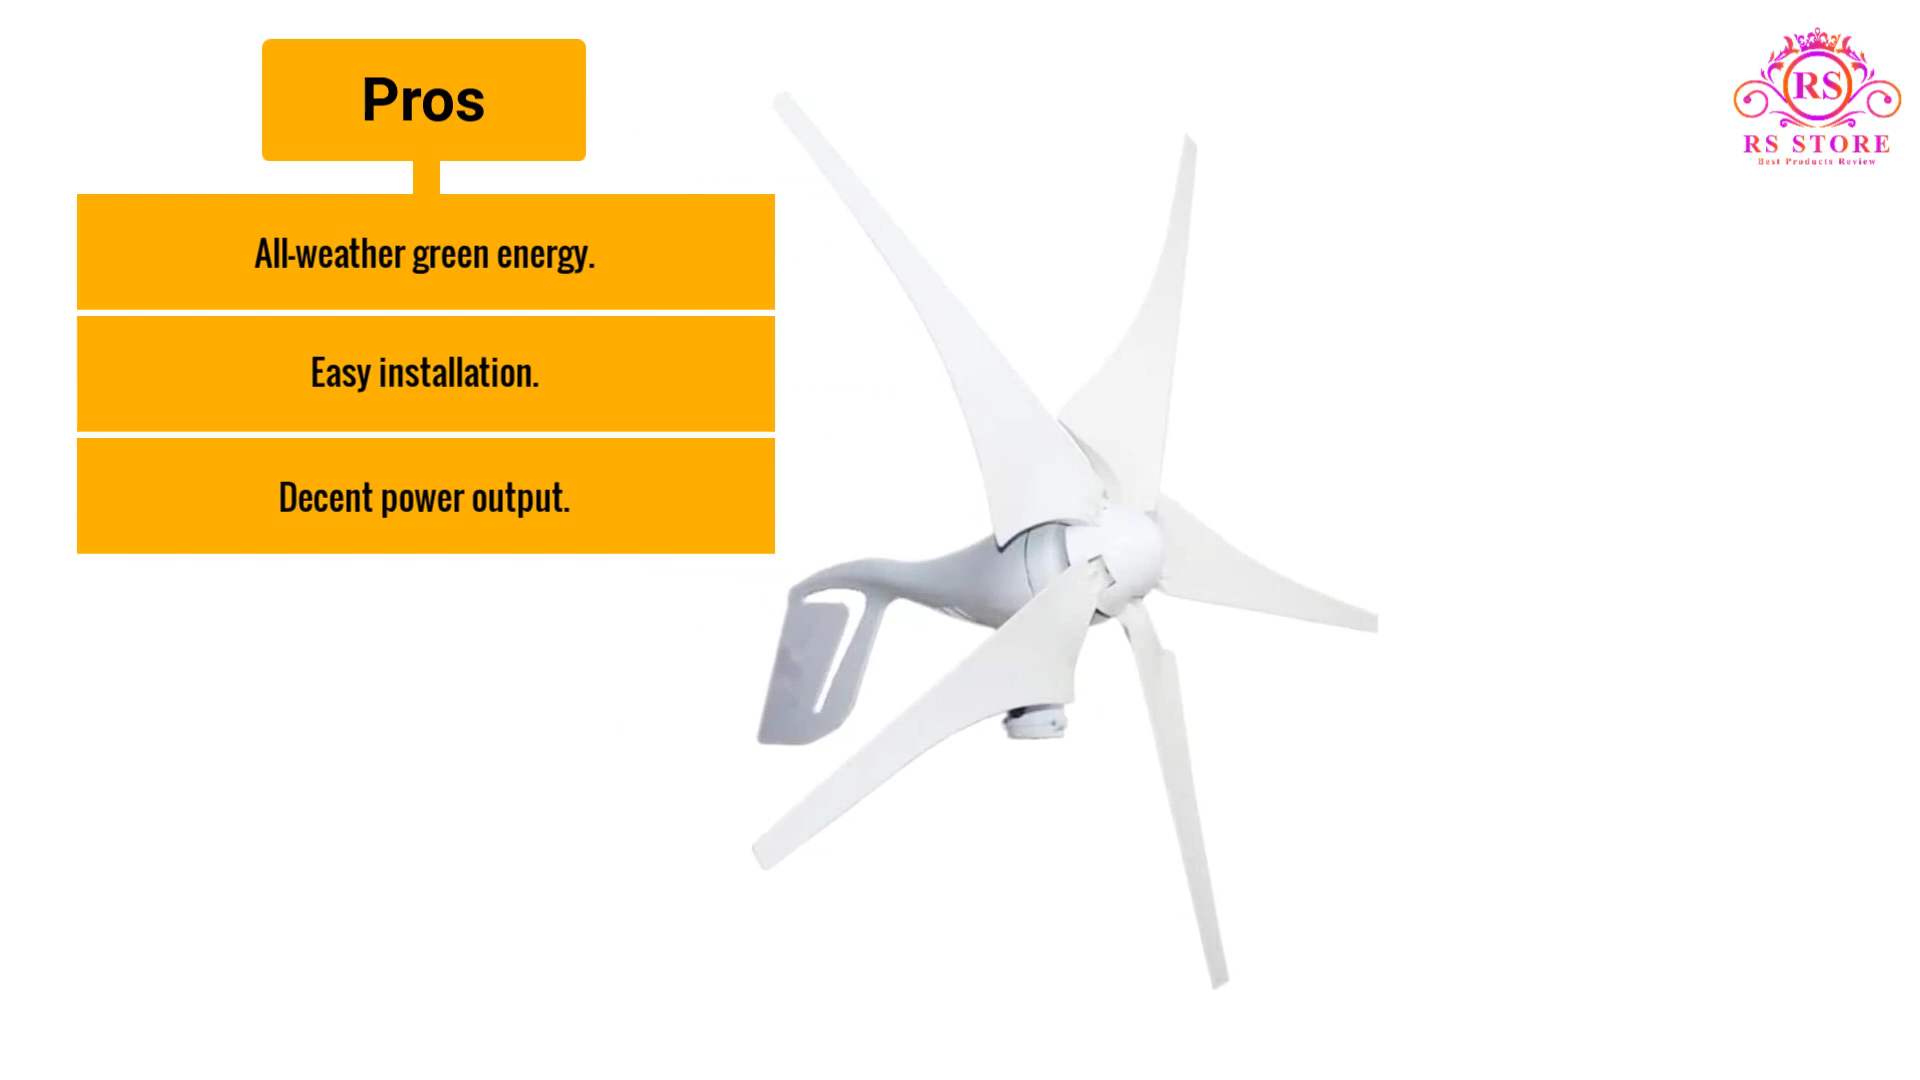 Pros
All-weather green energy.
Easy installation.
Decent power output.
RS
RS STORE
Best Products Review